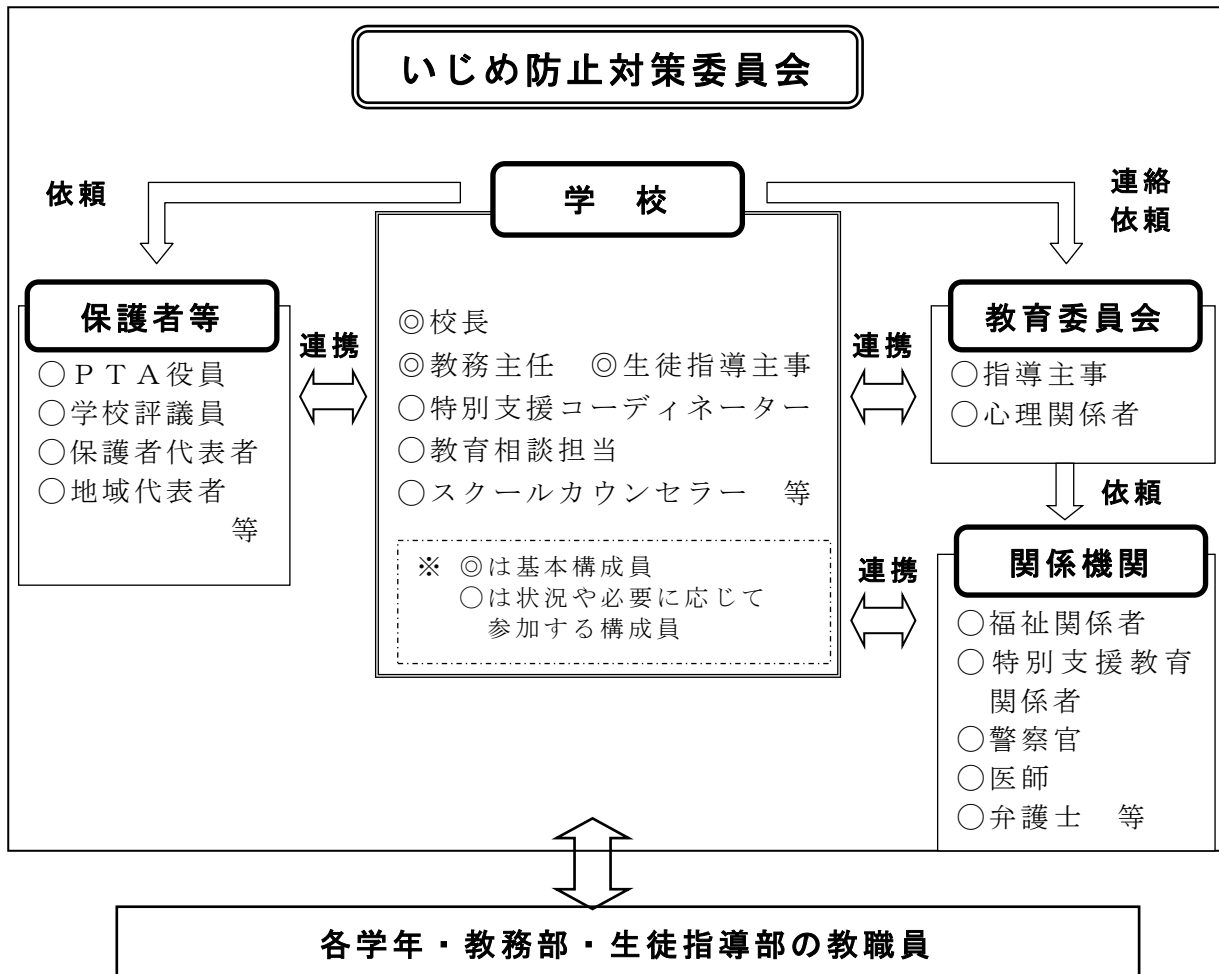 いじめ防止対策委員会
学　校
依頼
連絡
依頼
保護者等
○ＰＴＡ役員
○学校評議員
○保護者代表者
○地域代表者
等
連携
◎校長
◎教務主任　◎生徒指導主事
○特別支援コーディネーター
○教育相談担当
○スクールカウンセラー　等
※ ◎は基本構成員
○は状況や必要に応じて
参加する構成員
連携
教育委員会
○指導主事
○心理関係者
依頼
連携
関係機関
○福祉関係者
○特別支援教育
関係者
○警察官
○医師
○弁護士　等
各学年・教務部・生徒指導部の教職員